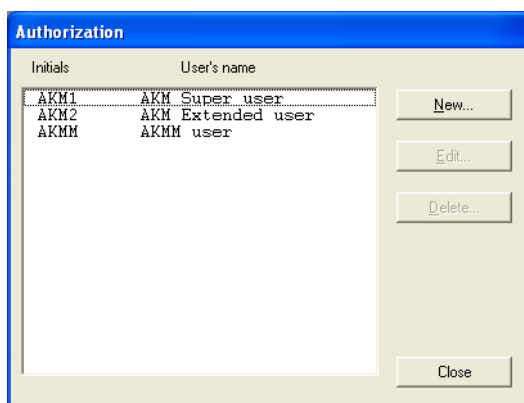 Authorization
Initials User's name
AKM1 AKM Super user
AKM2 AKM Extended user
AKMM AKMM user
New...
Edit...
Delete...
Close